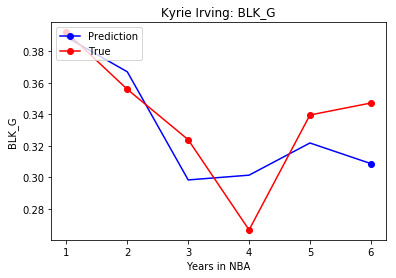 Kyrie Irving: BLK_G
Prediction
True
0.38
0.36
0.34
0.32
0.30
0.28
BLK_G
1 2 3 4 5 6
Years in NBA